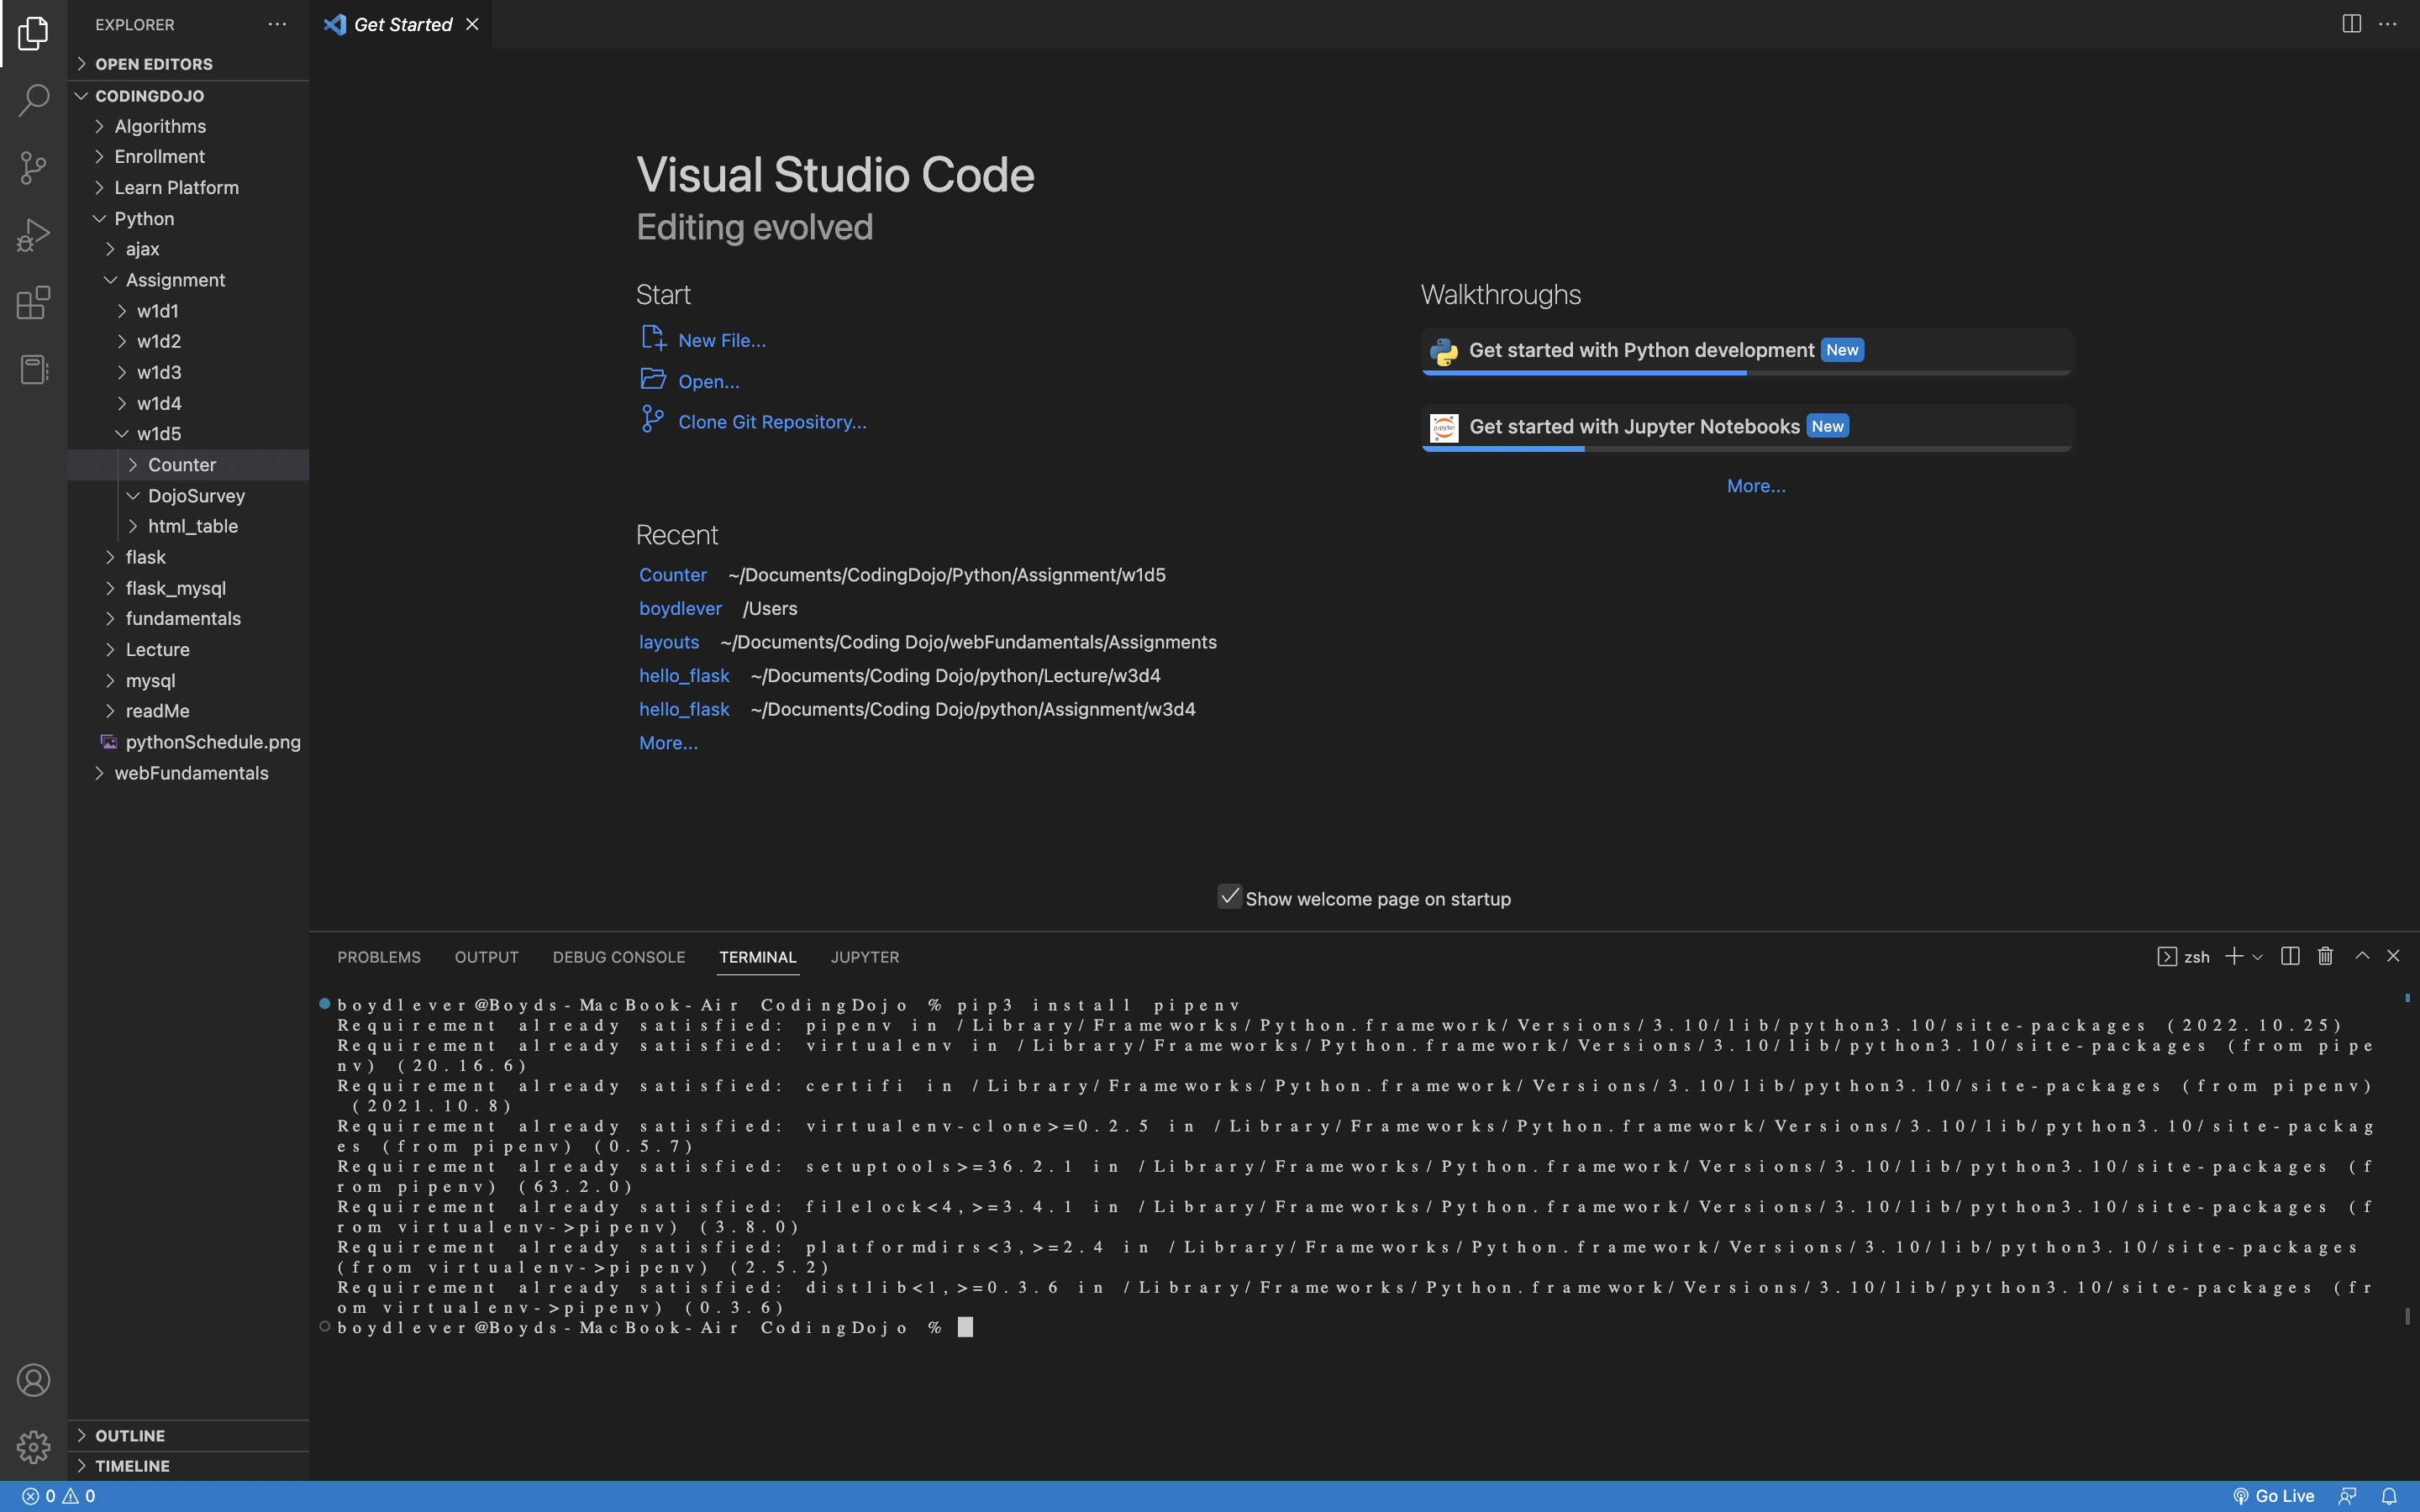 EXPLORER
OPEN EDITORS
CODINGDOJO
Algorithms
Enrollment
Learn Platform
Python
ajax
Assignment
w1d1
w1d2
w1d3
w1d4
w1d5
Counter
DojoSurvey
html_table
flask
flask_mysql
fundamentals
Lecture
mysql
readMe
pythonSchedule.png
webFundamentals
OUTLINE
TIMELINE
Get Started
Visual Studio Code
Editing evolved
Start
New File...
Open...
Clone Git Repository...
Recent
Counter ~/Documents/CodingDojo/Python/Assignment/w1d5
boydlever /Users
layouts ~/Documents/Coding Dojo/webFundamentals/Assignments
hello_flask ~/Documents/Coding Dojo/python/Lecture/w3d4
hello_flask ~/Documents/Coding Dojo/python/Assignment/w3d4
More...
Walkthroughs
Get started with Python development New
jupyter Get started with Jupyter Notebooks New
More...
Show welcome page on startup
PROBLEMS OUTPUT DEBUG CONSOLE TERMINAL JUPYTER zsh
boydlever@Boyds-MacBook-Air CodingDojo % pip3 install pipenv
Requirement already satisfied: pipenv in /Library/Frameworks/Python.framework/Versions/3.10/lib/python3.10/site-packages (2022.10.25)
Requirement already satisfied: virtualenv in /Library/Frameworks/Python.framework/Versions/3.10/lib/python3.10/site-packages (from pipe
nv) (20.16.6)
Requirement already satisfied: certifi in /Library/Frameworks/Python.framework/Versions/3.10/lib/python3.10/site-packages (from pipenv)
(2021.10.8)
Requirement already satisfied: virtualenv-clone>=0.2.5 in /Library/Frameworks/Python.framework/Versions/3.10/lib/python3.10/site-packag
es (from pipenv) (0.5.7)
Requirement already satisfied: setuptools>=36.2.1 in /Library/Frameworks/Python.framework/Versions/3.10/lib/python3.10/site-packages (f
rom pipenv) (63.2.0)
Requirement already satisfied: filelock<4,>=3.4.1 in /Library/Frameworks/Python.framework/Versions/3.10/lib/python3.10/site-packages (f
rom virtualenv->pipenv) (3.8.0)
Requirement already satisfied: platformdirs<3,>=2.4 in /Library/Frameworks/Python.framework/Versions/3.10/lib/python3.10/site-packages
(from virtualenv->pipenv) (2.5.2)
Requirement already satisfied: distlib<1,>=0.3.6 in /Library/Frameworks/Python.framework/Versions/3.10/lib/python3.10/site-packages (fr
om virtualenv->pipenv) (0.3.6)
boydlever@Boyds-MacBook-Air CodingDojo %
0 0 Go Live